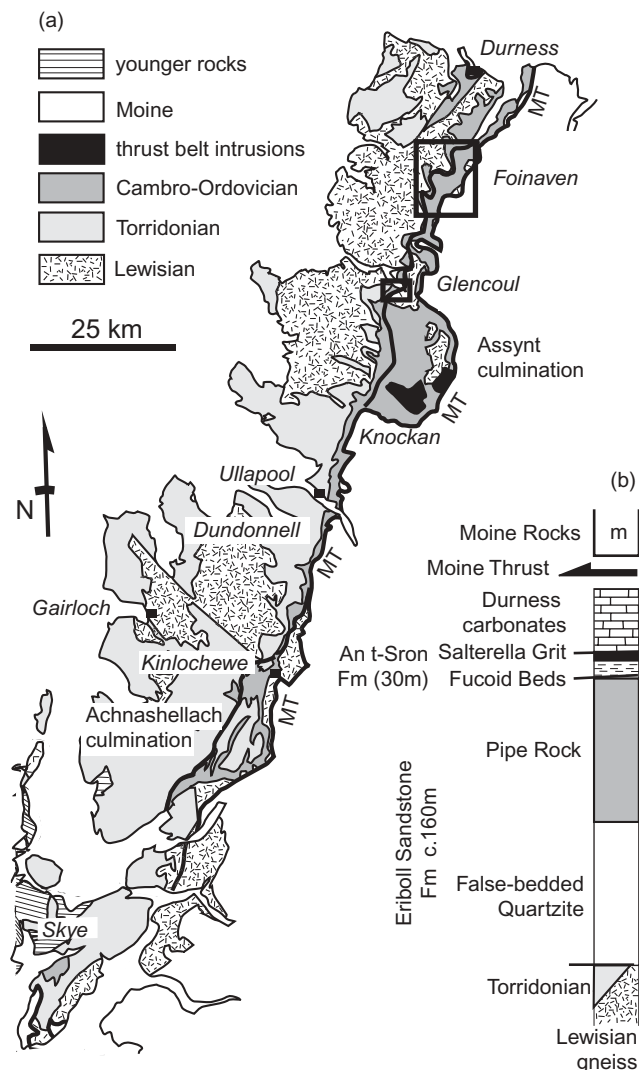 (a)
younger rocks
Moine
thrust belt intrusions
Cambro-Ordovician
Torridonian
Lewisian
25 km
N
Durness
MT
Foinaven
Glencoul
Assynt
culmination
MT
Knockan
Ullapool
Dundonnell
MT
Gairloch
Kinlochewe
MT
Achnashellach
culmination
Skye
(b)
Moine Rocks
m
Moine Thrust
Durness
carbonates
An t-Sron
Fm (30m)
Salterella Grit
Fucoid Beds
Pipe Rock
Eriboll Sandstone
Fm c.160m
False-bedded
Quartzite
Torridonian
Lewisian
gneiss